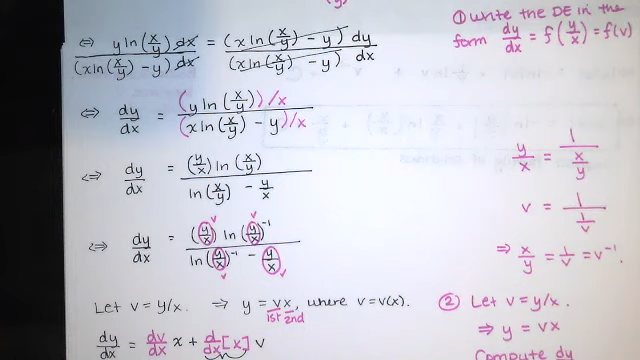 ⇔ y ln(x/y) dx / (x ln(x/y) − y) dx = (x ln(x/y) − y) dy / (x ln(x/y) − y) dx
⇔ dy/dx = (y ln(x/y))/x / (x ln(x/y) − y)/x
⇔ dy/dx = (y/x) ln(x/y) / ln(x/y) − y/x
⇔ dy/dx = (y/x) ln(y/x)⁻¹ / ln(y/x)⁻¹ − y/x
v v v v
Let v = y/x. ⇒ y = vx, where v = v(x).
1st 2nd
dy/dx = dv/dx x + d/dx [x] v
① Write the DE in the
form dy/dx = f(y/x) = f(v)
y/x = 1 / (x/y)
v = 1 / (1/v)
⇒ x/y = 1/v = v⁻¹
② Let v = y/x.
⇒ y = vx
Compute dy